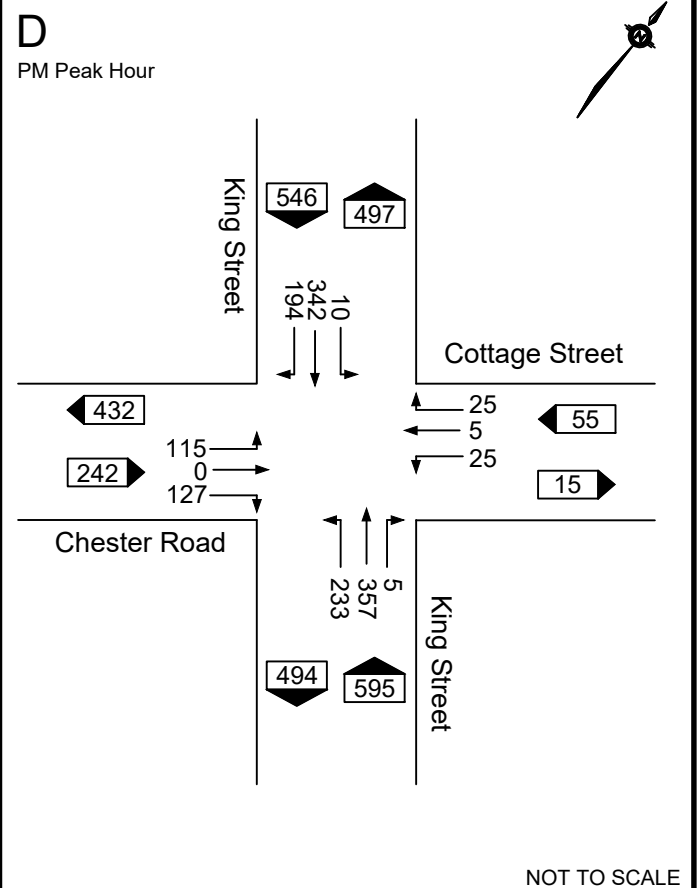 D
PM Peak Hour
N
King Street
546
497
194
342
10
Cottage Street
432
115
0
127
242
25
5
25
55
15
Chester Road
233
357
5
King Street
494
595
NOT TO SCALE